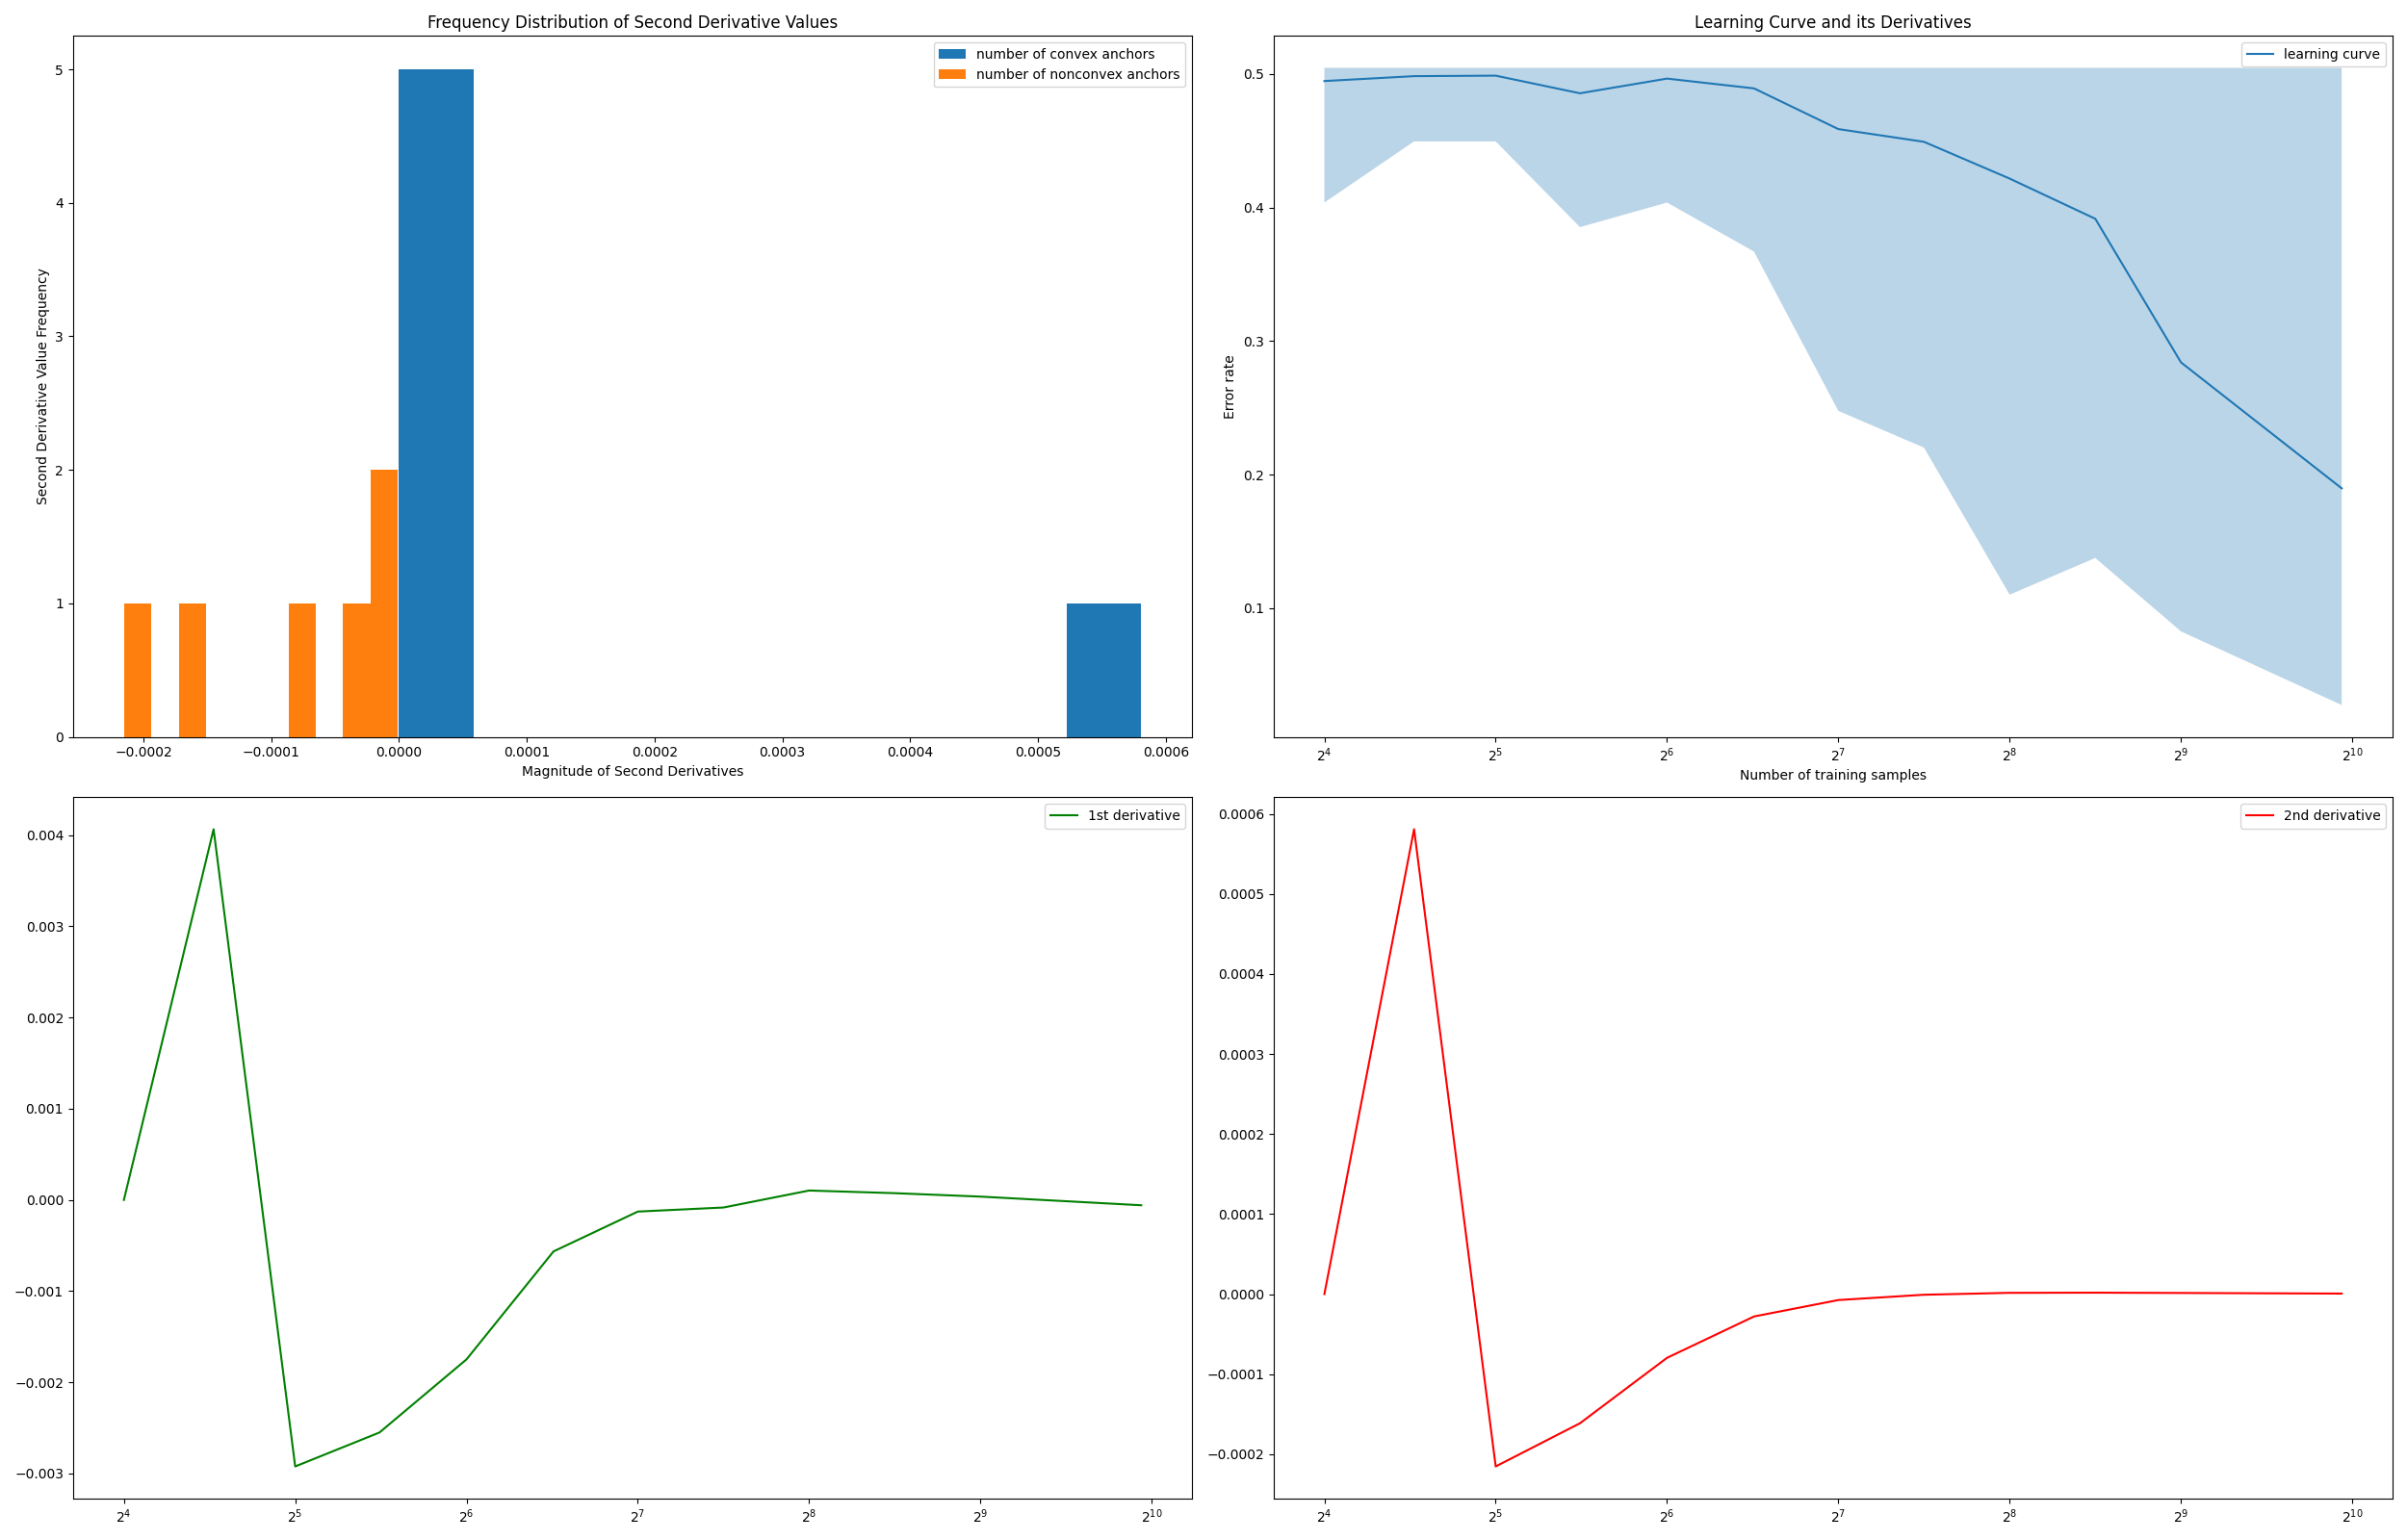 Frequency Distribution of Second Derivative Values
number of convex anchors
number of nonconvex anchors
Second Derivative Value Frequency
5
4
3
2
1
0
−0.0002 −0.0001 0.0000 0.0001 0.0002 0.0003 0.0004 0.0005 0.0006
Magnitude of Second Derivatives
Learning Curve and its Derivatives
learning curve
Error rate
0.5
0.4
0.3
0.2
0.1
2⁴ 2⁵ 2⁶ 2⁷ 2⁸ 2⁹ 2¹⁰
Number of training samples
1st derivative
0.004
0.003
0.002
0.001
0.000
−0.001
−0.002
−0.003
2⁴ 2⁵ 2⁶ 2⁷ 2⁸ 2⁹ 2¹⁰
2nd derivative
0.0006
0.0005
0.0004
0.0003
0.0002
0.0001
0.0000
−0.0001
−0.0002
2⁴ 2⁵ 2⁶ 2⁷ 2⁸ 2⁹ 2¹⁰